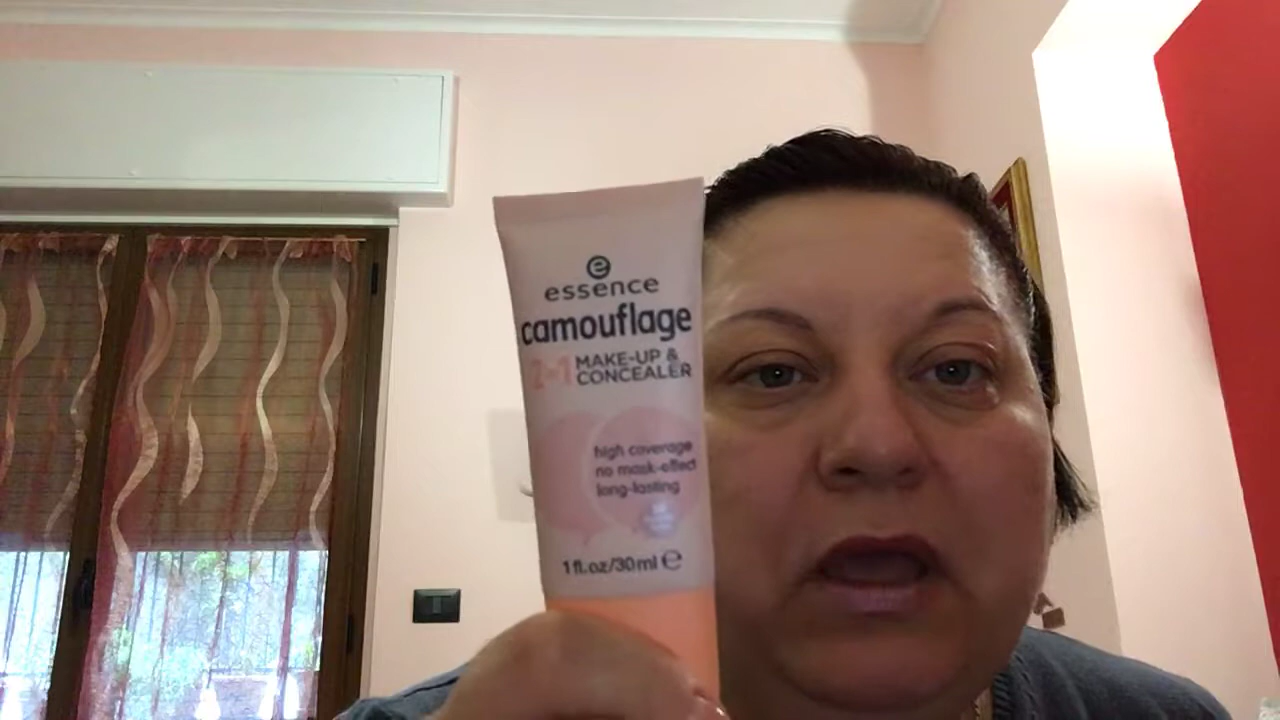 e
essence
camouflage
2in1 MAKE-UP &
CONCEALER
high coverage
no mask-effect
long-lasting
1 fl.oz/30ml e